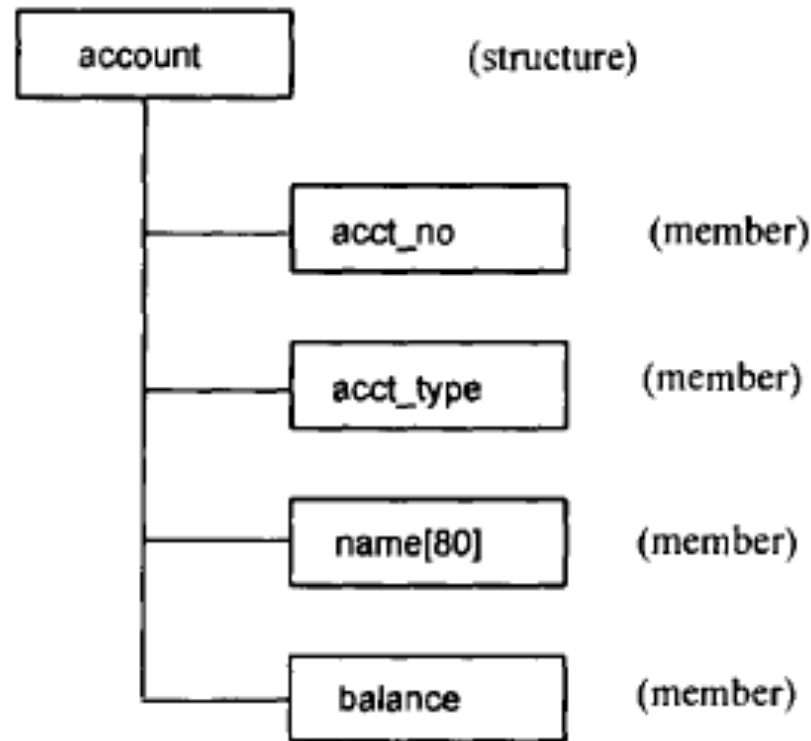 account (structure)
acct_no (member)
acct_type (member)
name[80] (member)
balance (member)